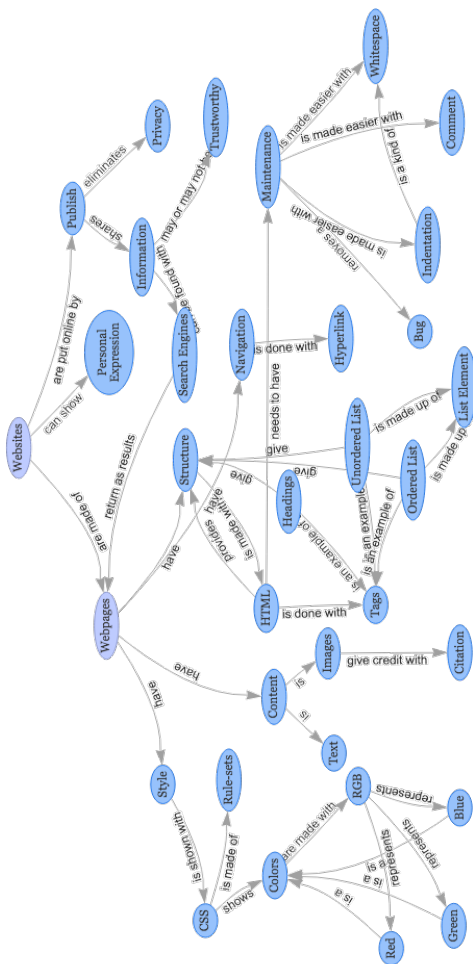 Websites
are made of
can show
are put online by
Personal
Expression
Publish
shares
eliminates
Privacy
Information
found with
may or may not
Trustworthy
Search Engines
return as results
Webpages
have
have
have
have
Style
is shown with
CSS
is made of
Rule-sets
shows
Colors
are made with
RGB
represents
represents
represents
Red
Green
Blue
is a
is a
is a
Content
is
is
Text
Images
give credit with
Citation
Structure
is made with
provides
HTML
is done with
needs to have
Tags
Headings
give
is an example of
Unordered List
give
is an example
is made up of
Ordered List
give
is an example of
is made up
List Element
Navigation
is done with
Hyperlink
Maintenance
is made easier with
is made easier with
is made easier with
removes a
Bug
Indentation
is a kind of
Comment
Whitespace